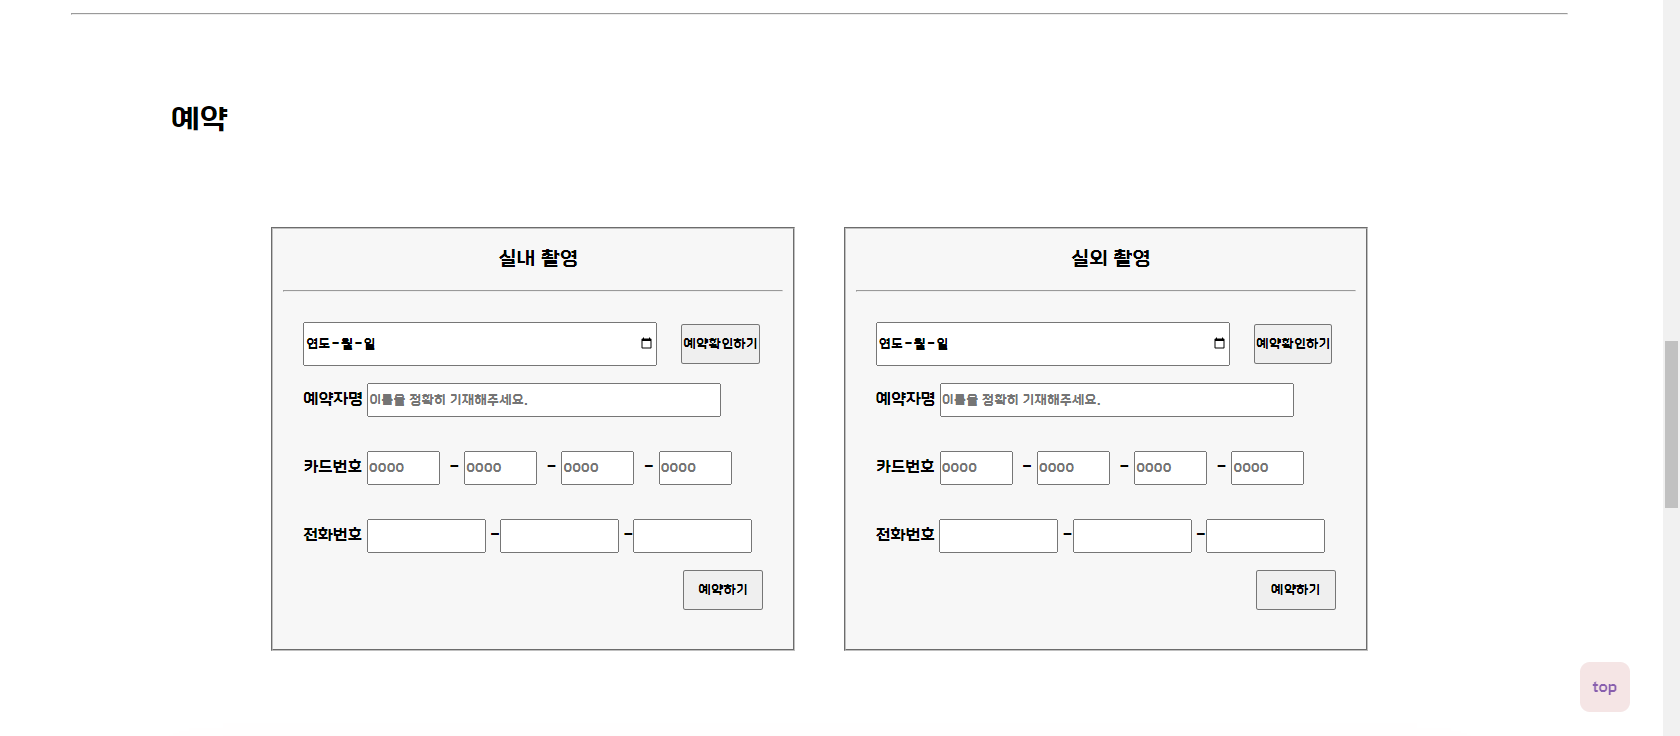 예약
실내 촬영
연도-월-일 예약확인하기
예약자명 이름을 정확히 기재해주세요.
카드번호 0000 - 0000 - 0000 - 0000
전화번호 - -
예약하기
실외 촬영
연도-월-일 예약확인하기
예약자명 이름을 정확히 기재해주세요.
카드번호 0000 - 0000 - 0000 - 0000
전화번호 - -
예약하기
top